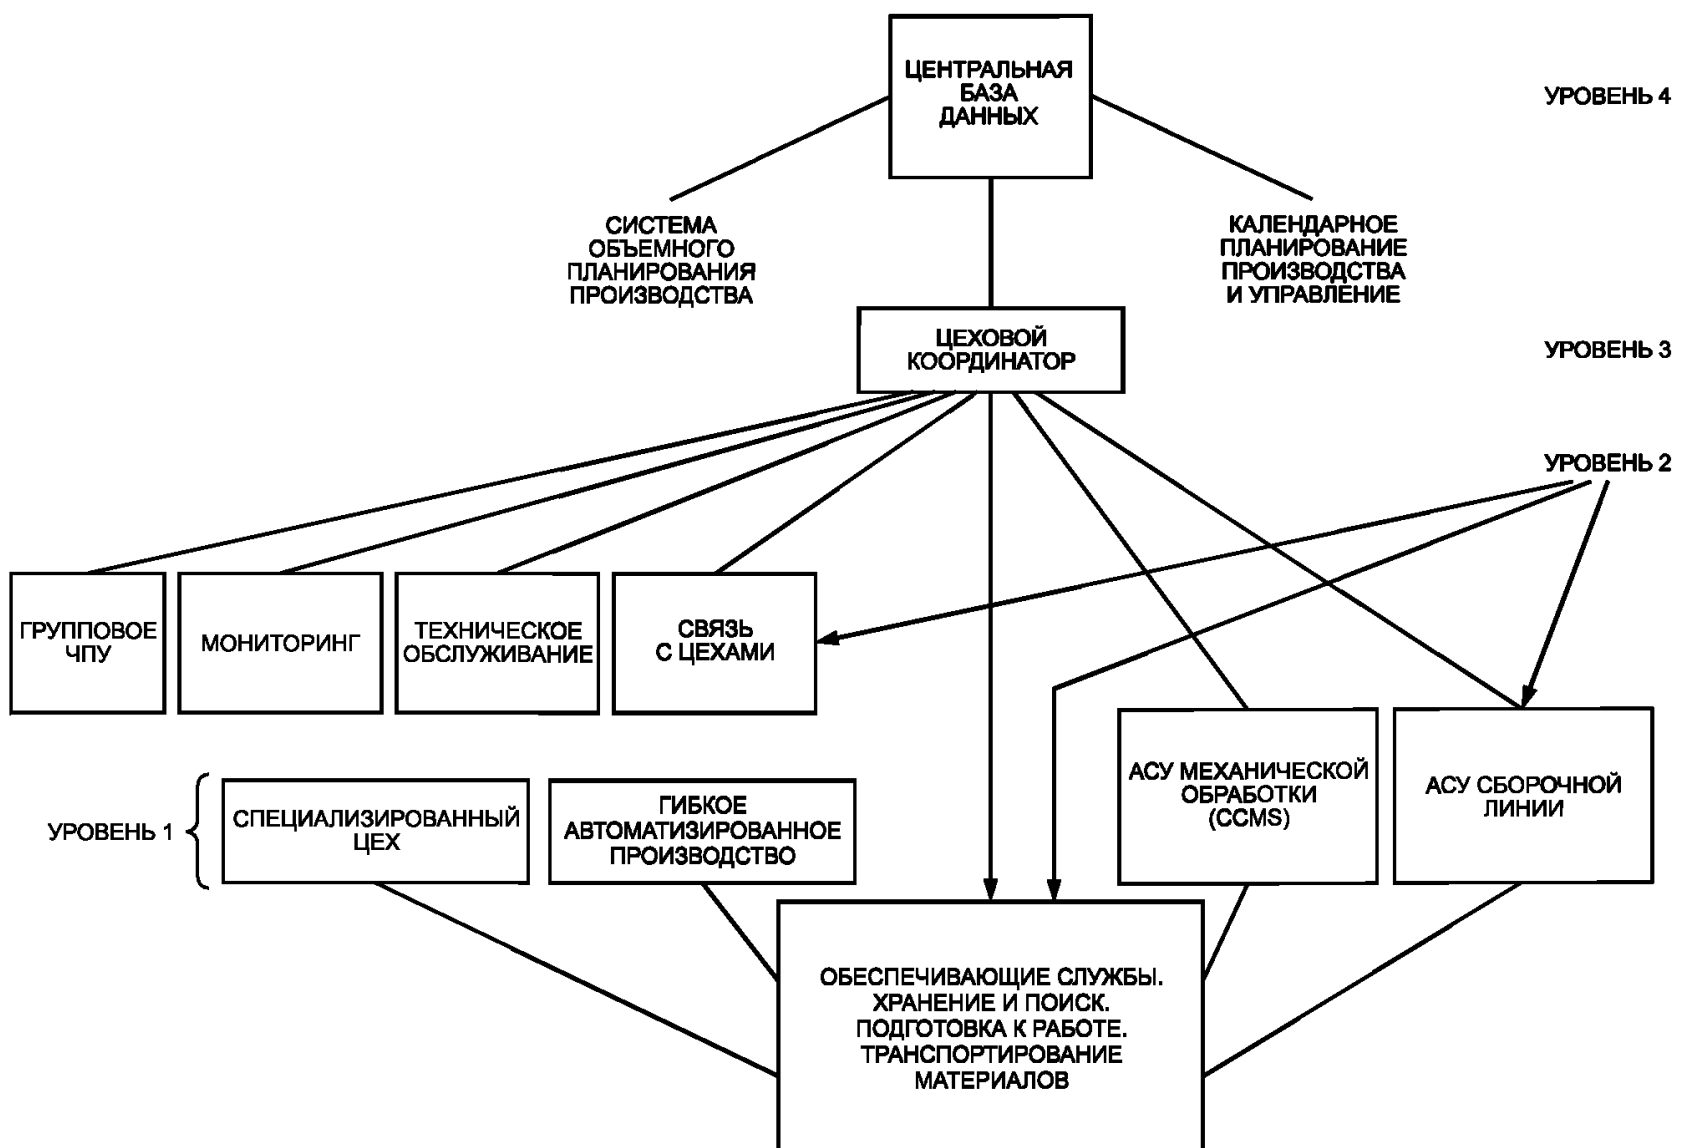 ЦЕНТРАЛЬНАЯ
БАЗА
ДАННЫХ
УРОВЕНЬ 4
СИСТЕМА
ОБЪЕМНОГО
ПЛАНИРОВАНИЯ
ПРОИЗВОДСТВА
КАЛЕНДАРНОЕ
ПЛАНИРОВАНИЕ
ПРОИЗВОДСТВА
И УПРАВЛЕНИЕ
ЦЕХОВОЙ
КООРДИНАТОР
УРОВЕНЬ 3
УРОВЕНЬ 2
ГРУППОВОЕ
ЧПУ
МОНИТОРИНГ
ТЕХНИЧЕСКОЕ
ОБСЛУЖИВАНИЕ
СВЯЗЬ
С ЦЕХАМИ
АСУ МЕХАНИЧЕСКОЙ
ОБРАБОТКИ
(CCMS)
АСУ СБОРОЧНОЙ
ЛИНИИ
УРОВЕНЬ 1
СПЕЦИАЛИЗИРОВАННЫЙ
ЦЕХ
ГИБКОЕ
АВТОМАТИЗИРОВАННОЕ
ПРОИЗВОДСТВО
ОБЕСПЕЧИВАЮЩИЕ СЛУЖБЫ.
ХРАНЕНИЕ И ПОИСК.
ПОДГОТОВКА К РАБОТЕ.
ТРАНСПОРТИРОВАНИЕ
МАТЕРИАЛОВ